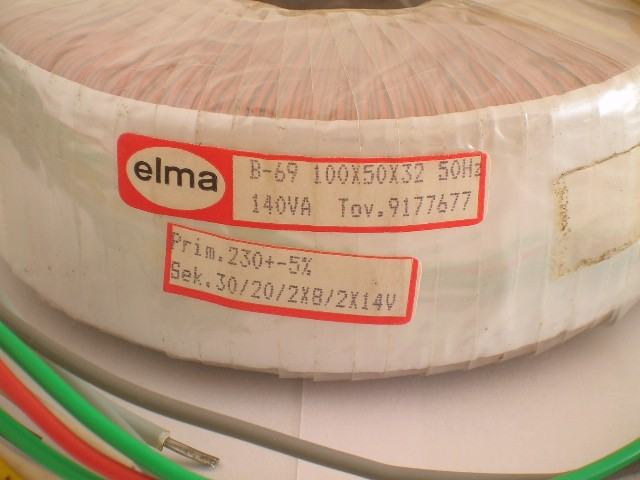 elma
B-69 100X50X32 50Hz
140VA Tov.9177677
Prim.230+-5%
Sek.30/20/2X8/2X14V